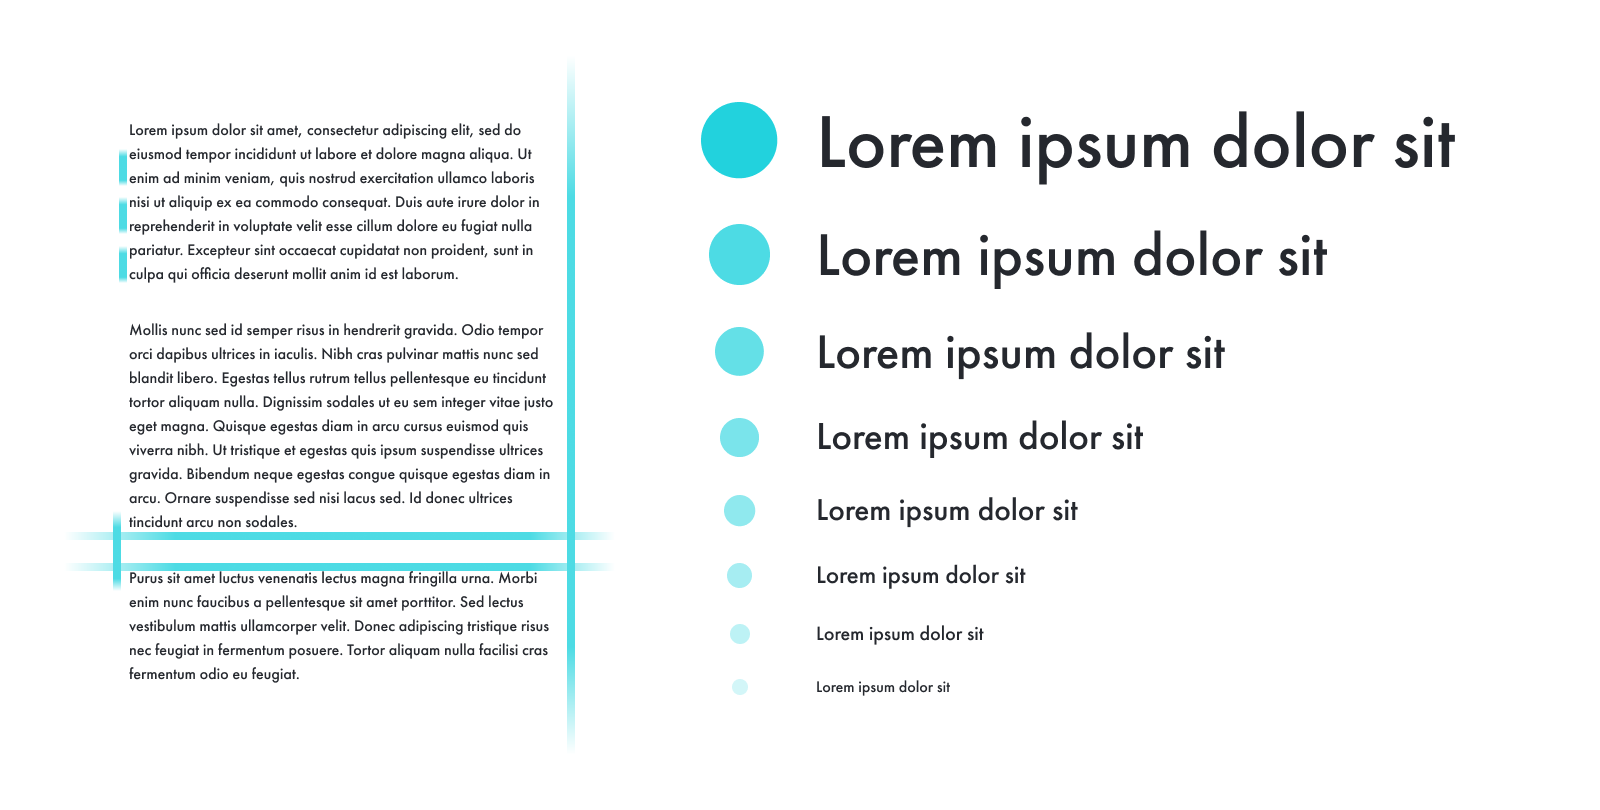 Lorem ipsum dolor sit amet, consectetur adipiscing elit, sed do
eiusmod tempor incididunt ut labore et dolore magna aliqua. Ut
enim ad minim veniam, quis nostrud exercitation ullamco laboris
nisi ut aliquip ex ea commodo consequat. Duis aute irure dolor in
reprehenderit in voluptate velit esse cillum dolore eu fugiat nulla
pariatur. Excepteur sint occaecat cupidatat non proident, sunt in
culpa qui officia deserunt mollit anim id est laborum.
Mollis nunc sed id semper risus in hendrerit gravida. Odio tempor
orci dapibus ultrices in iaculis. Nibh cras pulvinar mattis nunc sed
blandit libero. Egestas tellus rutrum tellus pellentesque eu tincidunt
tortor aliquam nulla. Dignissim sodales ut eu sem integer vitae justo
eget magna. Quisque egestas diam in arcu cursus euismod quis
viverra nibh. Ut tristique et egestas quis ipsum suspendisse ultrices
gravida. Bibendum neque egestas congue quisque egestas diam in
arcu. Ornare suspendisse sed nisi lacus sed. Id donec ultrices
tincidunt arcu non sodales.
Purus sit amet luctus venenatis lectus magna fringilla urna. Morbi
enim nunc faucibus a pellentesque sit amet porttitor. Sed lectus
vestibulum mattis ullamcorper velit. Donec adipiscing tristique risus
nec feugiat in fermentum posuere. Tortor aliquam nulla facilisi cras
fermentum odio eu feugiat.
Lorem ipsum dolor sit
Lorem ipsum dolor sit
Lorem ipsum dolor sit
Lorem ipsum dolor sit
Lorem ipsum dolor sit
Lorem ipsum dolor sit
Lorem ipsum dolor sit
Lorem ipsum dolor sit